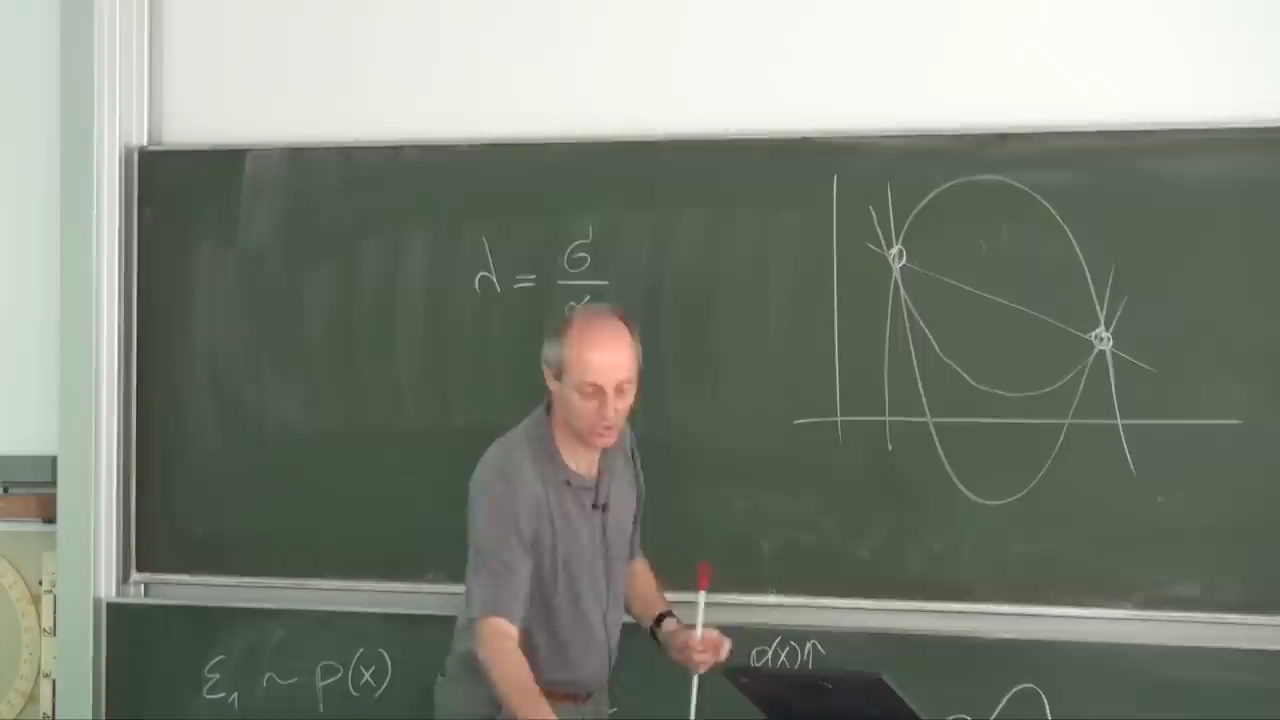 λ = σ
ε₁ ~ p(x)
p(x)↑